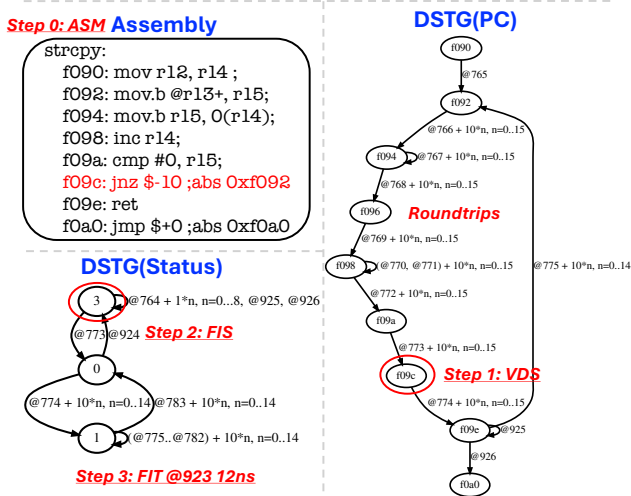 Step 0: ASM Assembly
strcpy:
f090: mov r12, r14 ;
f092: mov.b @r13+, r15;
f094: mov.b r15, 0(r14);
f098: inc r14;
f09a: cmp #0, r15;
f09c: jnz $-10 ;abs 0xf092
f09e: ret
f0a0: jmp $+0 ;abs 0xf0a0
DSTG(Status)
3
@764 + 1*n, n=0...8, @925, @926
@773
@924
Step 2: FIS
0
@774 + 10*n, n=0..14
@783 + 10*n, n=0..14
1
(@775..@782) + 10*n, n=0..14
Step 3: FIT @923 12ns
DSTG(PC)
f090
@765
f092
@766 + 10*n, n=0..15
f094
@767 + 10*n, n=0..15
@768 + 10*n, n=0..15
f096
Roundtrips
@769 + 10*n, n=0..15
f098
(@770, @771) + 10*n, n=0..15
@775 + 10*n, n=0..14
@772 + 10*n, n=0..15
f09a
@773 + 10*n, n=0..15
f09c
Step 1: VDS
@774 + 10*n, n=0..15
f09e
@925
@926
f0a0